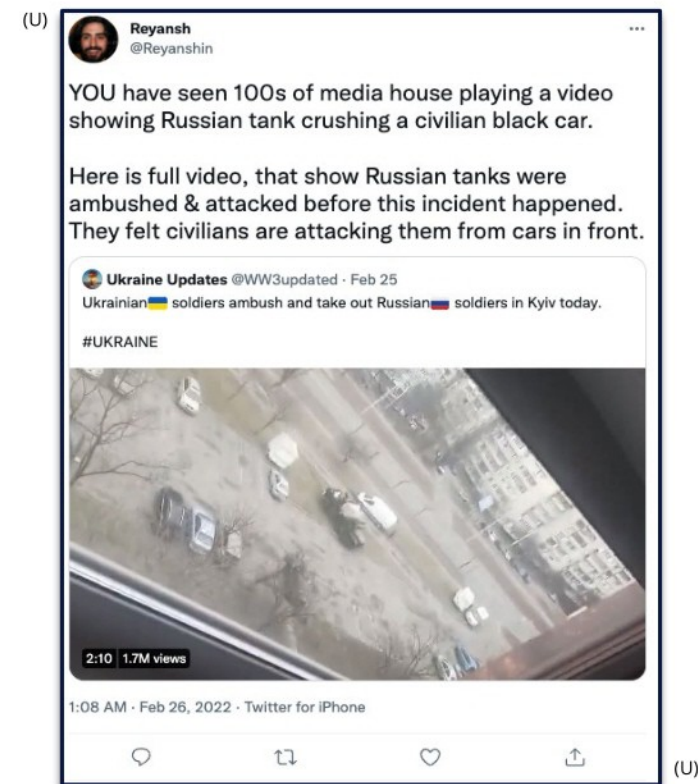 (U)
Reyansh
@Reyanshin
YOU have seen 100s of media house playing a video
showing Russian tank crushing a civilian black car.
Here is full video, that show Russian tanks were
ambushed & attacked before this incident happened.
They felt civilians are attacking them from cars in front.
Ukraine Updates @WW3updated · Feb 25
Ukrainian🇺🇦 soldiers ambush and take out Russian🇷🇺 soldiers in Kyiv today.
#UKRAINE
2:10 1.7M views
1:08 AM · Feb 26, 2022 · Twitter for iPhone
(U)